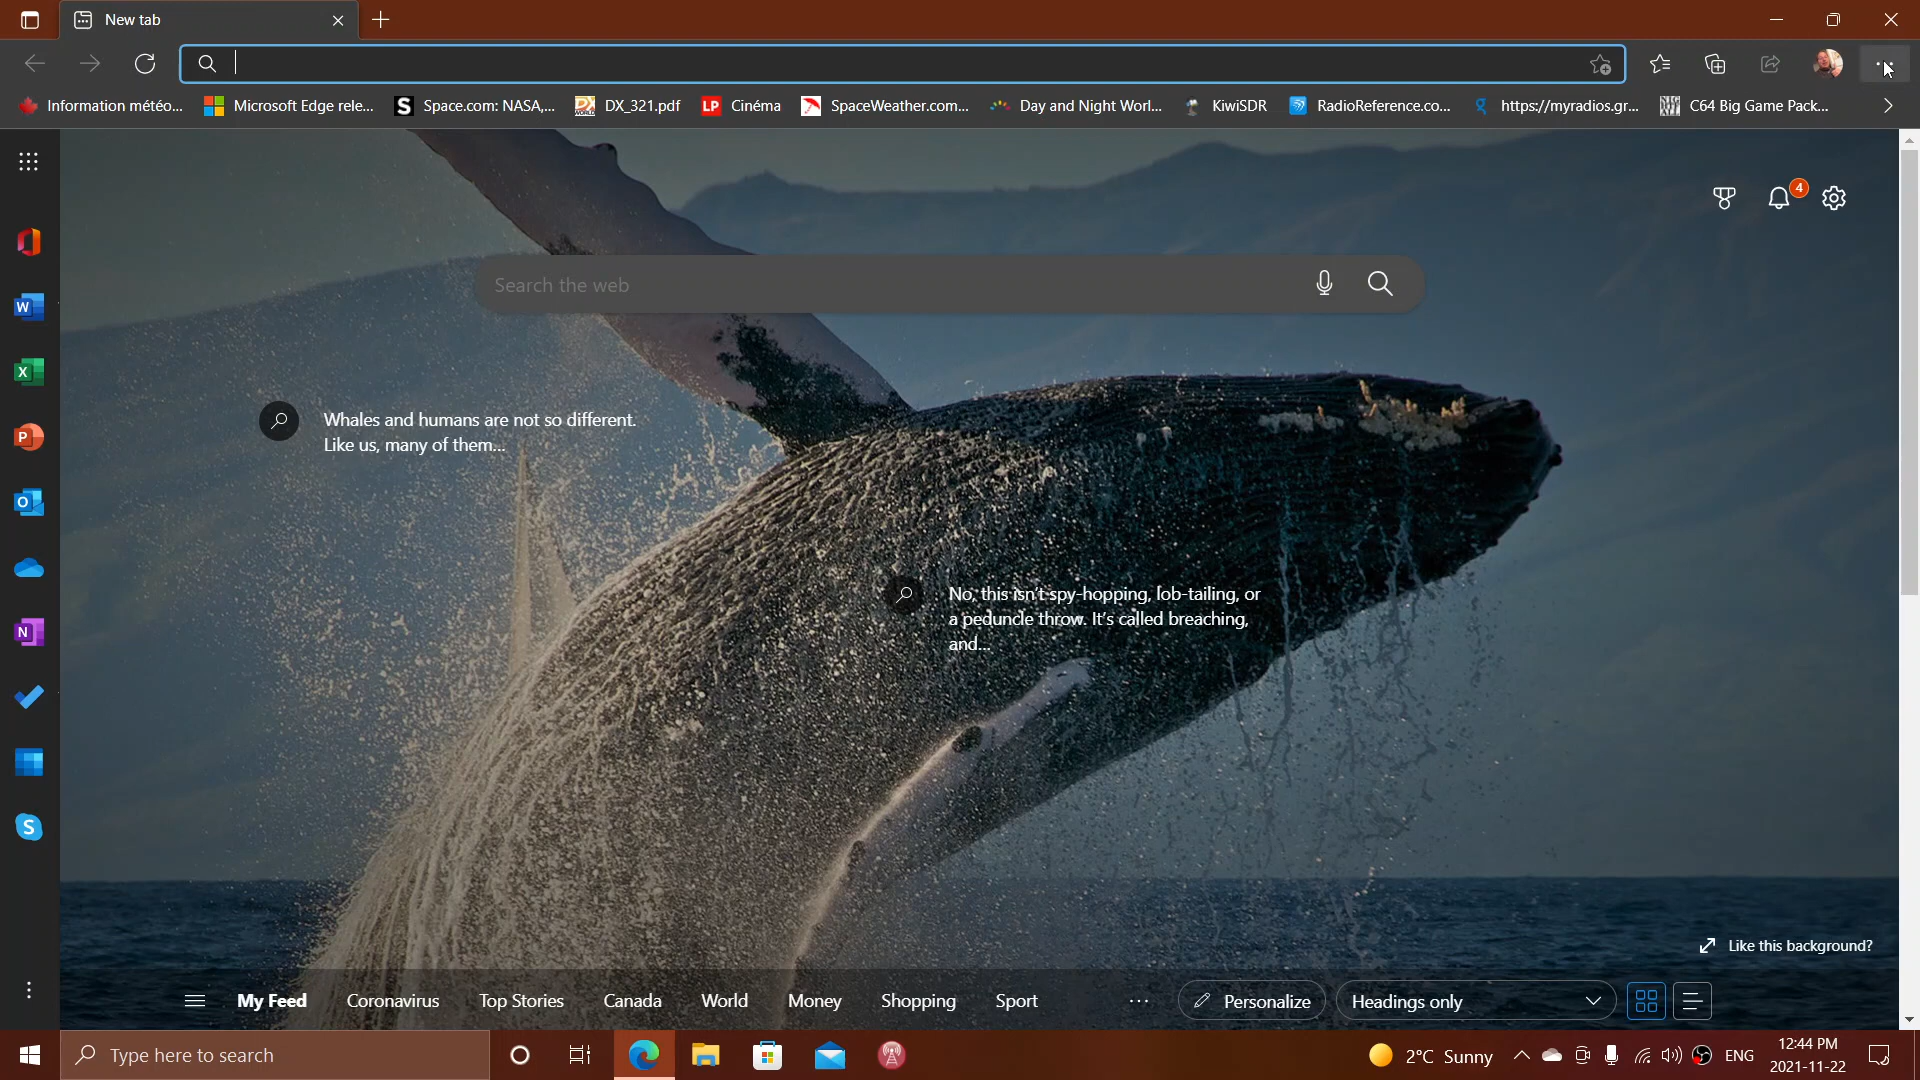 New tab
Information météo...
Microsoft Edge rele...
S
Space.com: NASA,...
DX_321.pdf
LP
Cinéma
SpaceWeather.com...
Day and Night Worl...
KiwiSDR
RadioReference.co...
https://myradios.gr...
C64 Big Game Pack...
4
Search the web
W
X
P
O
N
S
Whales and humans are not so different.
Like us, many of them...
No, this isn't spy-hopping, lob-tailing, or
a peduncle throw. It's called breaching,
and...
Like this background?
My Feed
Coronavirus
Top Stories
Canada
World
Money
Shopping
Sport
...
Personalize
Headings only
Type here to search
2°C Sunny
ENG
12:44 PM
2021-11-22